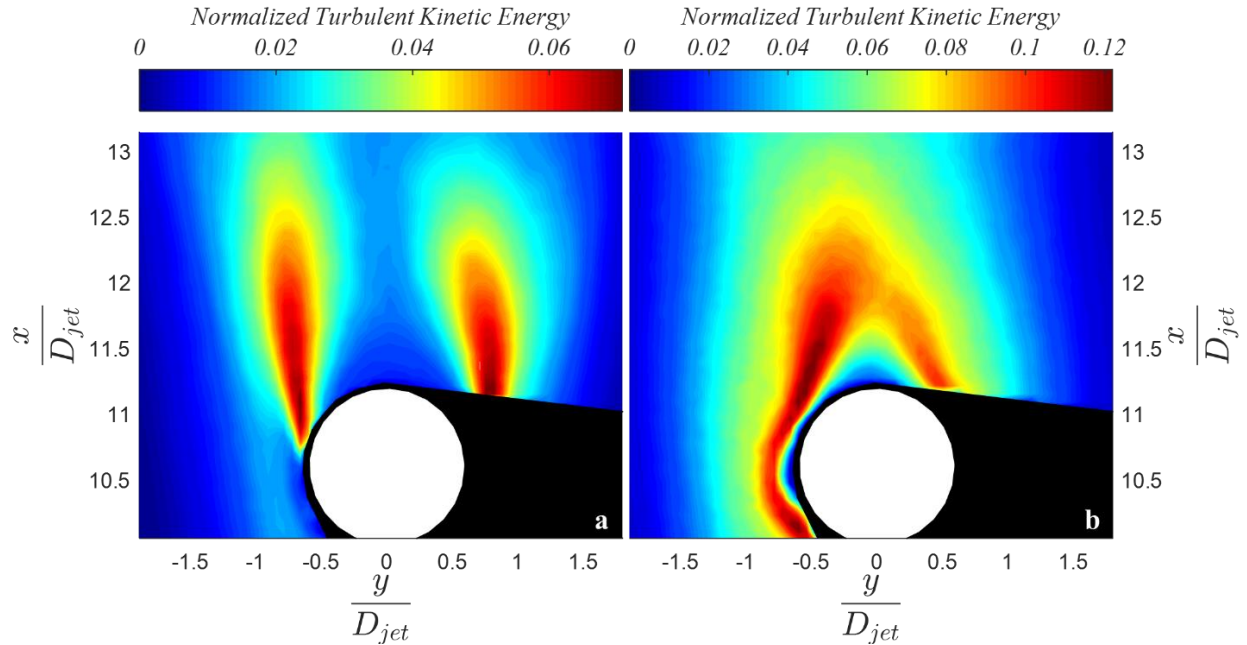 Normalized Turbulent Kinetic Energy
0 0.02 0.04 0.06
Normalized Turbulent Kinetic Energy
0 0.02 0.04 0.06 0.08 0.1 0.12
x
D_jet
13
12.5
12
11.5
11
10.5
a
-1.5 -1 -0.5 0 0.5 1 1.5
y
D_jet
b
13
12.5
12
11.5
11
10.5
x
D_jet
-1.5 -1 -0.5 0 0.5 1 1.5
y
D_jet